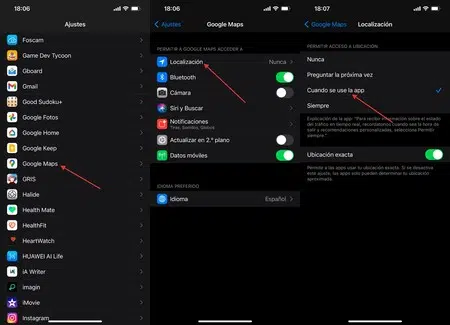 18:06
Ajustes
Foscam
Game Dev Tycoon
Gboard
Gmail
Good Sudoku+
Google Fotos
Google Home
Google Keep
Google Maps
GRIS
Halide
Health Mate
HealthFit
HeartWatch
HUAWEI AI Life
iA Writer
imagin
iMovie
Instagram
18:06
Ajustes
Google Maps
PERMITIR A GOOGLE MAPS ACCEDER A
Localización
Nunca
Bluetooth
Cámara
Siri y Buscar
Notificaciones
Tiras, Sonidos, Globos
Actualizar en 2.º plano
Datos móviles
IDIOMA PREFERIDO
Idioma
Español
18:07
Google Maps
Localización
PERMITIR ACCESO A UBICACIÓN
Nunca
Preguntar la próxima vez
Cuando se use la app
Siempre
Explicación de la app: “Para recibir información sobre el estado
del tráfico en tiempo real, recordatorios cuando sea la hora de
salir y recomendaciones personalizadas, selecciona Permitir
siempre.”
Ubicación exacta
Permite a las apps usar tu ubicación exacta. Si se desactiva
este ajuste, las apps solo pueden determinar tu ubicación
aproximada.